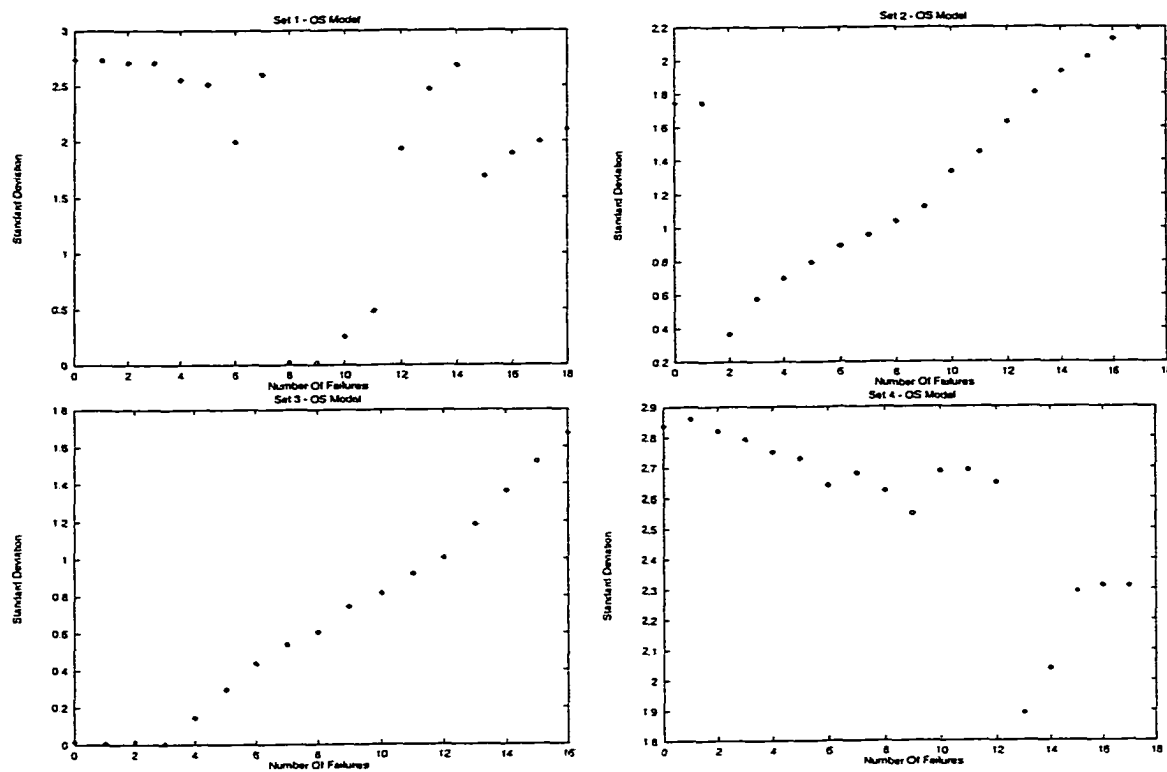 Set 1 - OS Model
3
2.5
2
1.5
1
0.5
0
Standard Deviation
0 2 4 6 8 10 12 14 16 18
Number Of Failures
Set 2 - OS Model
2.2
2
1.8
1.6
1.4
1.2
1
0.8
0.6
0.4
0.2
Standard Deviation
0 2 4 6 8 10 12 14 16 18
Number Of Failures
Set 3 - OS Model
1.8
1.6
1.4
1.2
1
0.8
0.6
0.4
0.2
0
Standard Deviation
0 2 4 6 8 10 12 14 16
Number Of Failures
Set 4 - OS Model
2.9
2.8
2.7
2.6
2.5
2.4
2.3
2.2
2.1
2
1.9
1.8
Standard Deviation
0 2 4 6 8 10 12 14 16 18
Number Of Failures